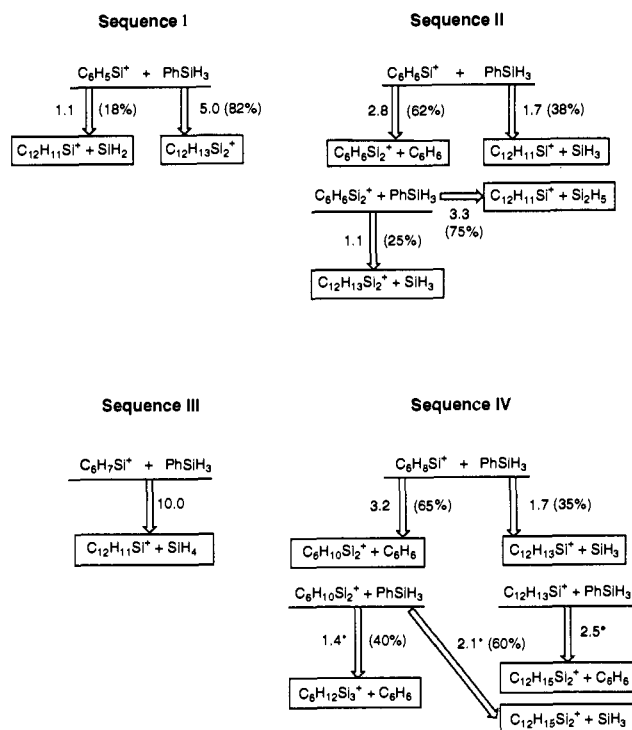 Sequence I
C₆H₅Si⁺ + PhSiH₃
1.1 (18%) 5.0 (82%)
C₁₂H₁₁Si⁺ + SiH₂ C₁₂H₁₃Si₂⁺
Sequence II
C₆H₆Si⁺ + PhSiH₃
2.8 (62%) 1.7 (38%)
C₆H₈Si₂⁺ + C₆H₆ C₁₂H₁₁Si⁺ + SiH₃
C₆H₈Si₂⁺ + PhSiH₃ C₁₂H₁₁Si⁺ + Si₂H₅
3.3
(75%)
1.1 (25%)
C₁₂H₁₃Si₂⁺ + SiH₃
Sequence III
C₆H₇Si⁺ + PhSiH₃
10.0
C₁₂H₁₁Si⁺ + SiH₄
Sequence IV
C₆H₈Si⁺ + PhSiH₃
3.2 (65%) 1.7 (35%)
C₆H₁₀Si₂⁺ + C₆H₆ C₁₂H₁₃Si⁺ + SiH₃
C₆H₁₀Si₂⁺ + PhSiH₃ C₁₂H₁₃Si⁺ + PhSiH₃
1.4* (40%) 2.1* (60%) 2.5*
C₆H₁₂Si₃⁺ + C₆H₆ C₁₂H₁₅Si₂⁺ + C₆H₆
C₁₂H₁₅Si₂⁺ + SiH₃